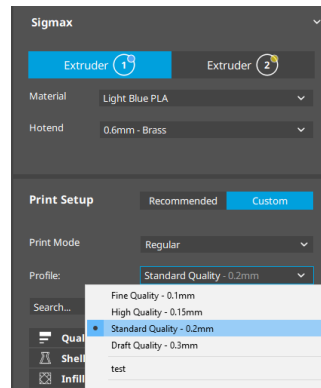 Sigmax
Extruder 1 Extruder 2
Material Light Blue PLA
Hotend 0.6mm - Brass
Print Setup Recommended Custom
Print Mode Regular
Profile: Standard Quality - 0.2mm
Search...
Fine Quality - 0.1mm
High Quality - 0.15mm
Standard Quality - 0.2mm
Qual
Draft Quality - 0.3mm
Shell
test
Infill